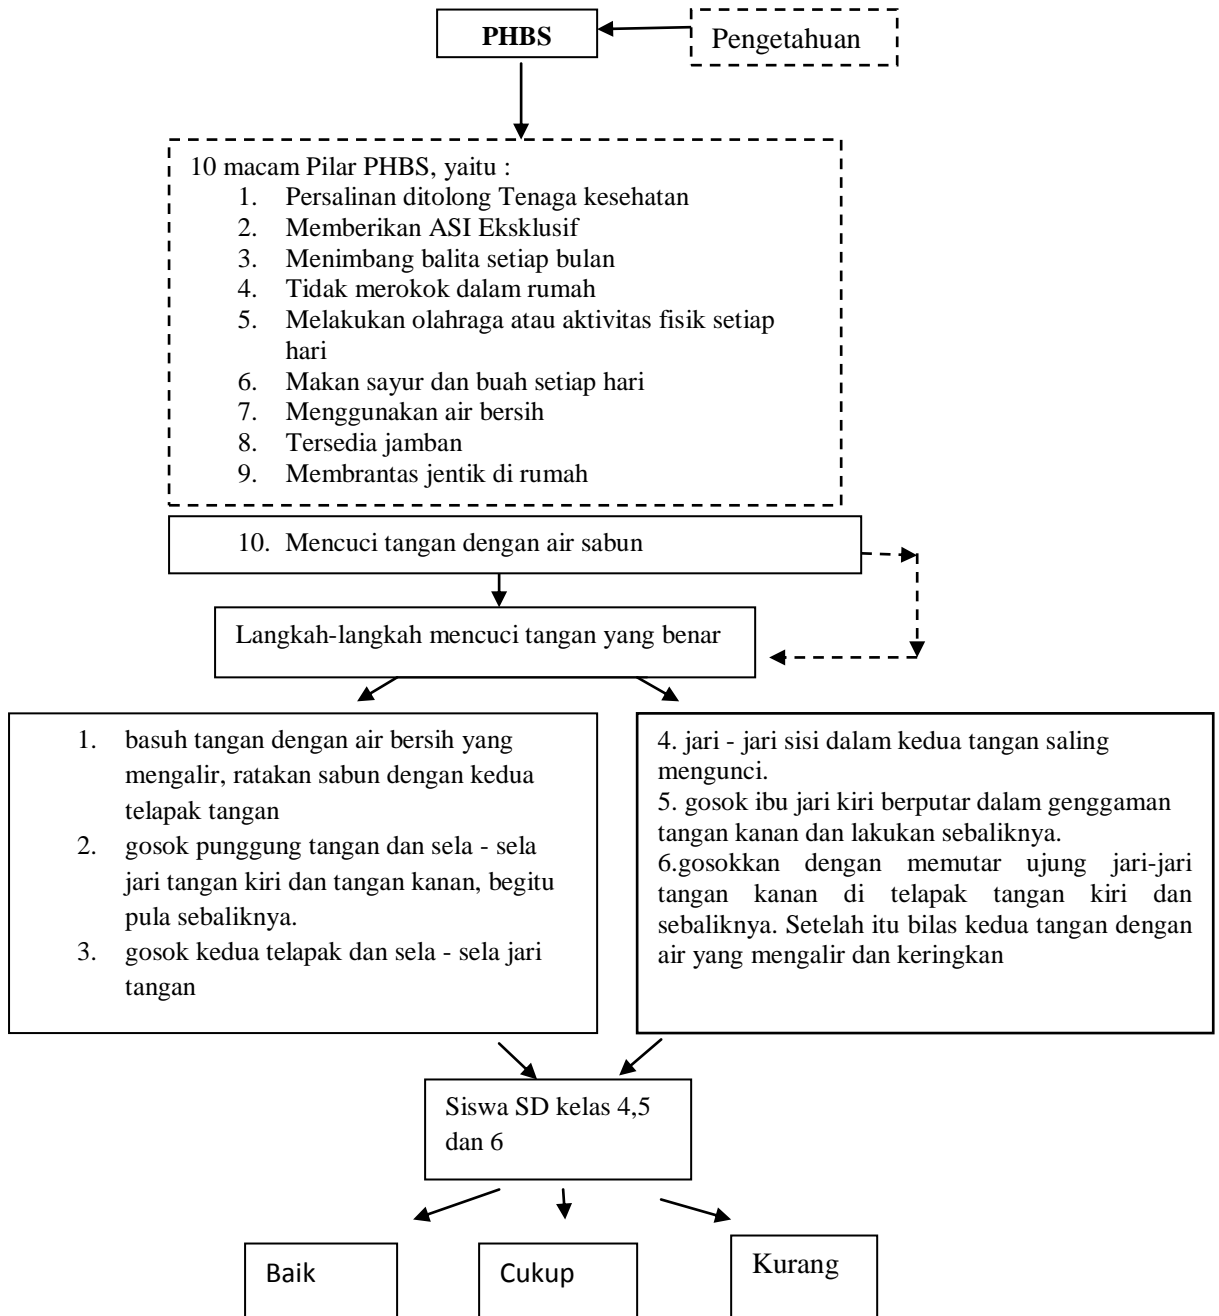 PHBS
Pengetahuan
10 macam Pilar PHBS, yaitu :
1. Persalinan ditolong Tenaga kesehatan
2. Memberikan ASI Eksklusif
3. Menimbang balita setiap bulan
4. Tidak merokok dalam rumah
5. Melakukan olahraga atau aktivitas fisik setiap
hari
6. Makan sayur dan buah setiap hari
7. Menggunakan air bersih
8. Tersedia jamban
9. Membrantas jentik di rumah
10. Mencuci tangan dengan air sabun
Langkah-langkah mencuci tangan yang benar
1. basuh tangan dengan air bersih yang
mengalir, ratakan sabun dengan kedua
telapak tangan
2. gosok punggung tangan dan sela - sela
jari tangan kiri dan tangan kanan, begitu
pula sebaliknya.
3. gosok kedua telapak dan sela - sela jari
tangan
4. jari - jari sisi dalam kedua tangan saling
mengunci.
5. gosok ibu jari kiri berputar dalam genggaman
tangan kanan dan lakukan sebaliknya.
6.gosokkan dengan memutar ujung jari-jari
tangan kanan di telapak tangan kiri dan
sebaliknya. Setelah itu bilas kedua tangan dengan
air yang mengalir dan keringkan
Siswa SD kelas 4,5
dan 6
Baik
Cukup
Kurang